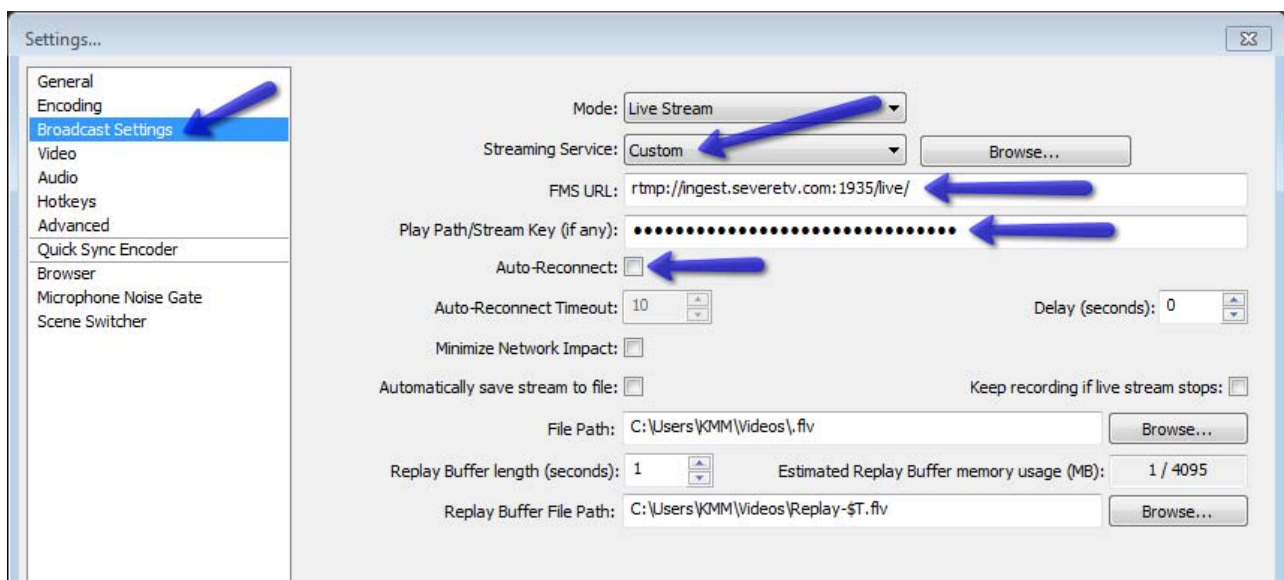 Settings...
General
Encoding
Broadcast Settings
Video
Audio
Hotkeys
Advanced
Quick Sync Encoder
Browser
Microphone Noise Gate
Scene Switcher
Mode: Live Stream
Streaming Service: Custom Browse...
FMS URL: rtmp://ingest.severetv.com:1935/live/
Play Path/Stream Key (if any): ●●●●●●●●●●●●●●●●●●●●●●●●●●●●●●●
Auto-Reconnect:
Auto-Reconnect Timeout: 10 Delay (seconds): 0
Minimize Network Impact:
Automatically save stream to file: Keep recording if live stream stops:
File Path: C:\Users\KMM\Videos\.flv Browse...
Replay Buffer length (seconds): 1 Estimated Replay Buffer memory usage (MB): 1 / 4095
Replay Buffer File Path: C:\Users\KMM\Videos\Replay-$T.flv Browse...